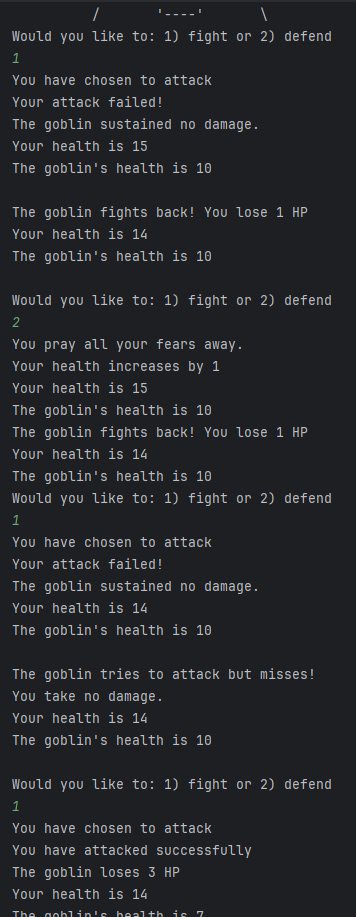 /       '----'       \
Would you like to: 1) fight or 2) defend
1
You have chosen to attack
Your attack failed!
The goblin sustained no damage.
Your health is 15
The goblin's health is 10

The goblin fights back! You lose 1 HP
Your health is 14
The goblin's health is 10

Would you like to: 1) fight or 2) defend
2
You pray all your fears away.
Your health increases by 1
Your health is 15
The goblin's health is 10
The goblin fights back! You lose 1 HP
Your health is 14
The goblin's health is 10
Would you like to: 1) fight or 2) defend
1
You have chosen to attack
Your attack failed!
The goblin sustained no damage.
Your health is 14
The goblin's health is 10

The goblin tries to attack but misses!
You take no damage.
Your health is 14
The goblin's health is 10

Would you like to: 1) fight or 2) defend
1
You have chosen to attack
You have attacked successfully
The goblin loses 3 HP
Your health is 14
The goblin's health is 7